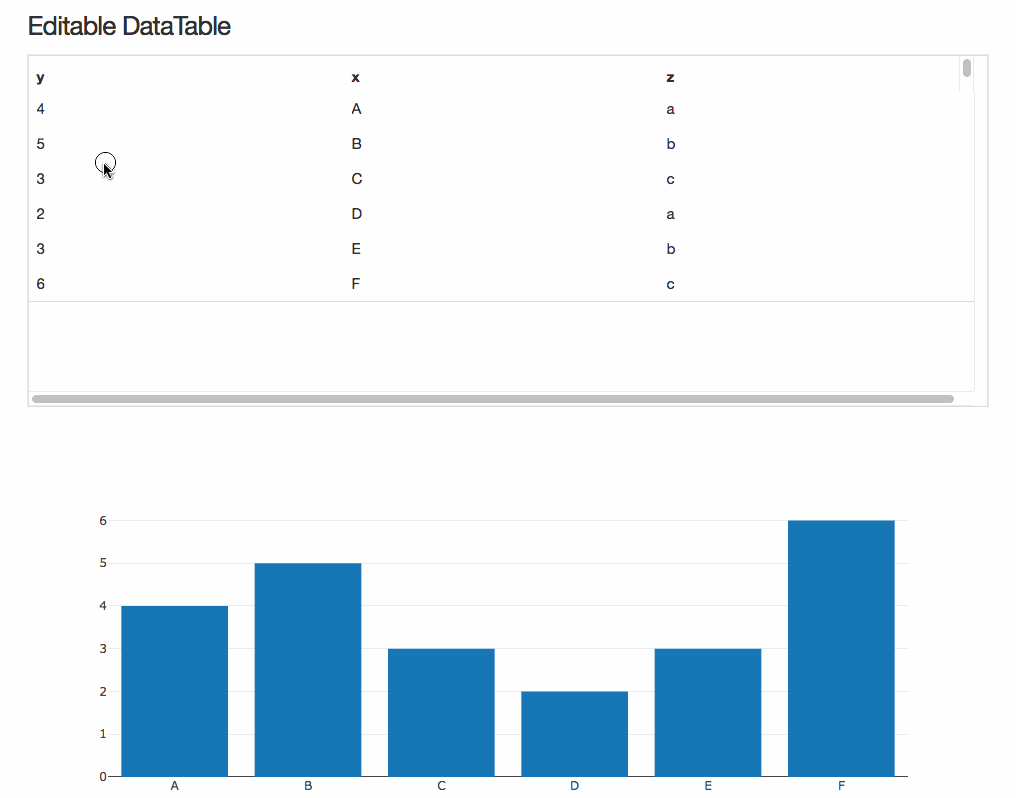 Editable DataTable
y x z
4 A a
5 B b
3 C c
2 D a
3 E b
6 F c
6
5
4
3
2
1
0
A B C D E F